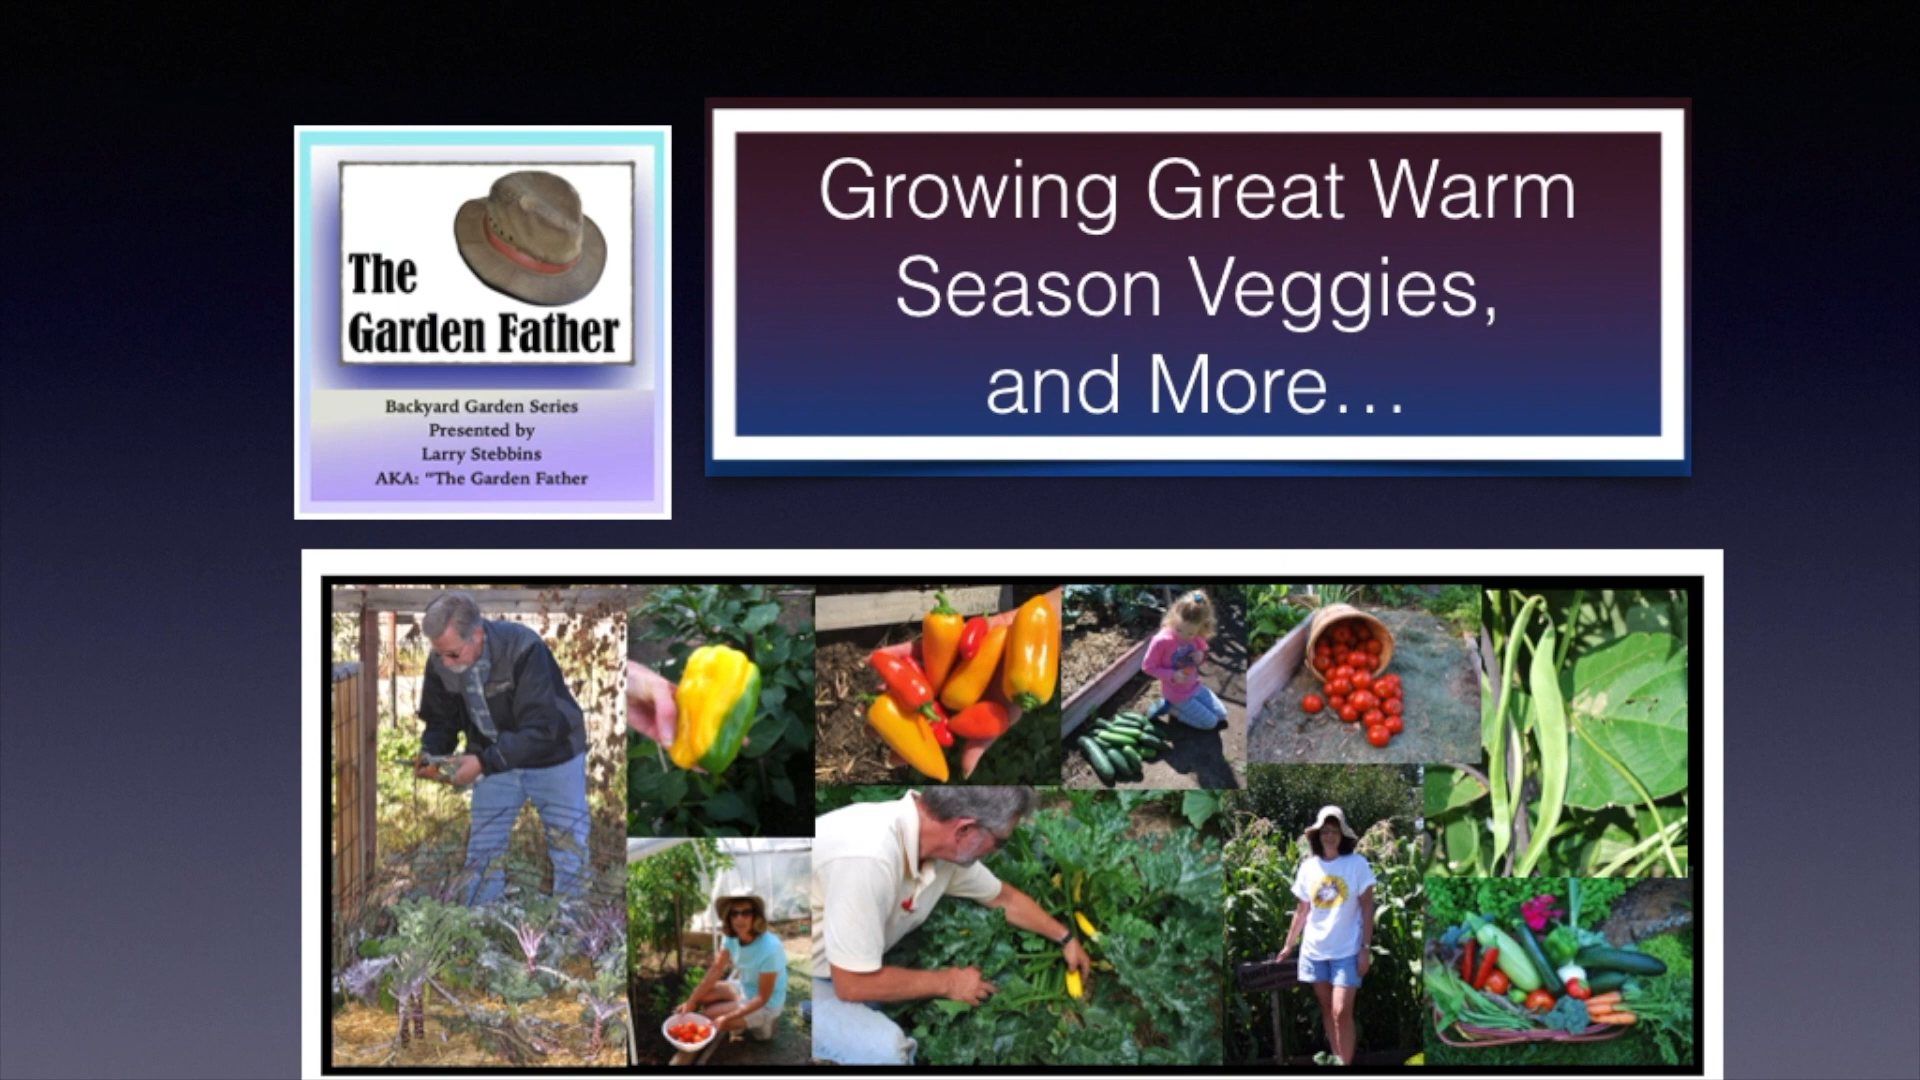 The
Garden Father
Backyard Garden Series
Presented by
Larry Stebbins
AKA: "The Garden Father
Growing Great Warm
Season Veggies,
and More...